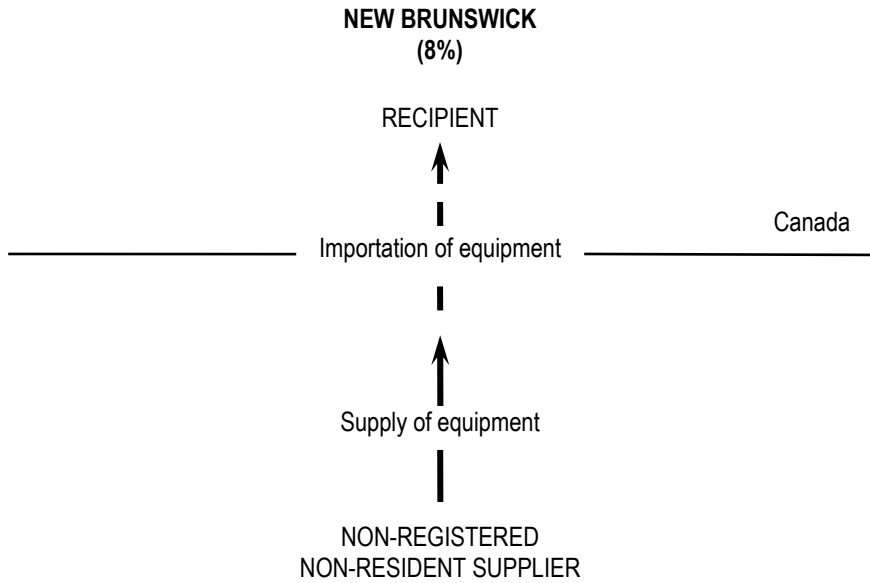 NEW BRUNSWICK
(8%)
RECIPIENT
Canada
Importation of equipment
Supply of equipment
NON-REGISTERED
NON-RESIDENT SUPPLIER